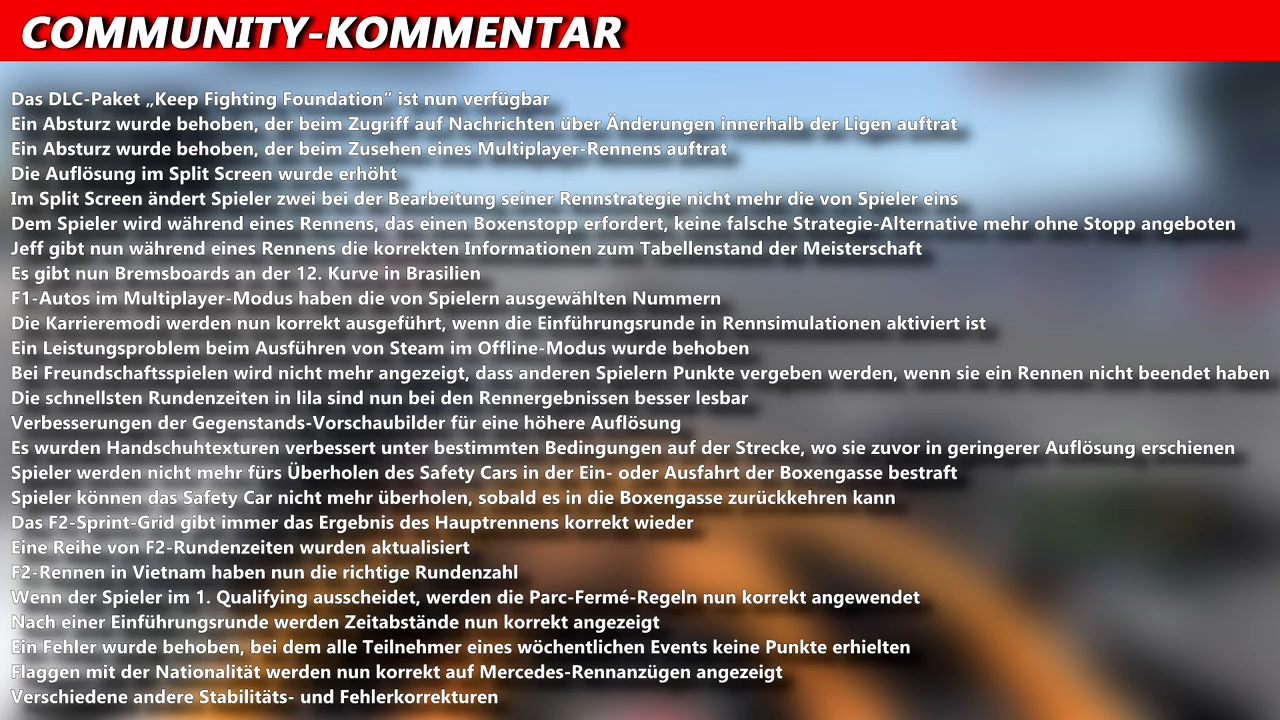 COMMUNITY-KOMMENTAR
Das DLC-Paket „Keep Fighting Foundation“ ist nun verfügbar
Ein Absturz wurde behoben, der beim Zugriff auf Nachrichten über Änderungen innerhalb der Ligen auftrat
Ein Absturz wurde behoben, der beim Zusehen eines Multiplayer-Rennens auftrat
Die Auflösung im Split Screen wurde erhöht
Im Split Screen ändert Spieler zwei bei der Bearbeitung seiner Rennstrategie nicht mehr die von Spieler eins
Dem Spieler wird während eines Rennens, das einen Boxenstopp erfordert, keine falsche Strategie-Alternative mehr ohne Stopp angeboten
Jeff gibt nun während eines Rennens die korrekten Informationen zum Tabellenstand der Meisterschaft
Es gibt nun Bremsboards an der 12. Kurve in Brasilien
F1-Autos im Multiplayer-Modus haben die von Spielern ausgewählten Nummern
Die Karrieremodi werden nun korrekt ausgeführt, wenn die Einführungsrunde in Rennsimulationen aktiviert ist
Ein Leistungsproblem beim Ausführen von Steam im Offline-Modus wurde behoben
Bei Freundschaftsspielen wird nicht mehr angezeigt, dass anderen Spielern Punkte vergeben werden, wenn sie ein Rennen nicht beendet haben
Die schnellsten Rundenzeiten in lila sind nun bei den Rennergebnissen besser lesbar
Verbesserungen der Gegenstands-Vorschaubilder für eine höhere Auflösung
Es wurden Handschuhtexturen verbessert unter bestimmten Bedingungen auf der Strecke, wo sie zuvor in geringerer Auflösung erschienen
Spieler werden nicht mehr fürs Überholen des Safety Cars in der Ein- oder Ausfahrt der Boxengasse bestraft
Spieler können das Safety Car nicht mehr überholen, sobald es in die Boxengasse zurückkehren kann
Das F2-Sprint-Grid gibt immer das Ergebnis des Hauptrennens korrekt wieder
Eine Reihe von F2-Rundenzeiten wurden aktualisiert
F2-Rennen in Vietnam haben nun die richtige Rundenzahl
Wenn der Spieler im 1. Qualifying ausscheidet, werden die Parc-Fermé-Regeln nun korrekt angewendet
Nach einer Einführungsrunde werden Zeitabstände nun korrekt angezeigt
Ein Fehler wurde behoben, bei dem alle Teilnehmer eines wöchentlichen Events keine Punkte erhielten
Flaggen mit der Nationalität werden nun korrekt auf Mercedes-Rennanzügen angezeigt
Verschiedene andere Stabilitäts- und Fehlerkorrekturen